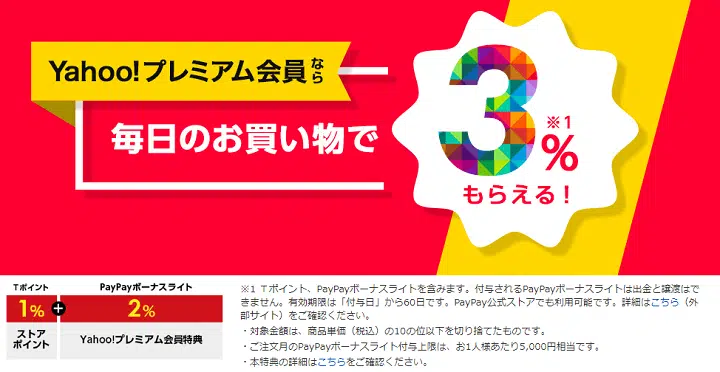 Yahoo!プレミアム会員なら
毎日のお買い物で
3%※1
もらえる！
Tポイント
PayPayボーナスライト
1%
+
2%
ストア
ポイント
Yahoo!プレミアム会員特典
※1 Tポイント、PayPayボーナスライトを含みます。付与されるPayPayボーナスライトは出金と譲渡はで
きません。有効期限は「付与日」から60日です。PayPay公式ストアでも利用可能です。詳細はこちら（外
部サイト）をご確認ください。
・対象金額は、商品単価（税込）の10の位以下を切り捨てたものです。
・ご注文月のPayPayボーナスライト付与上限は、お1人様あたり5,000円相当です。
・本特典の詳細はこちらをご確認ください。